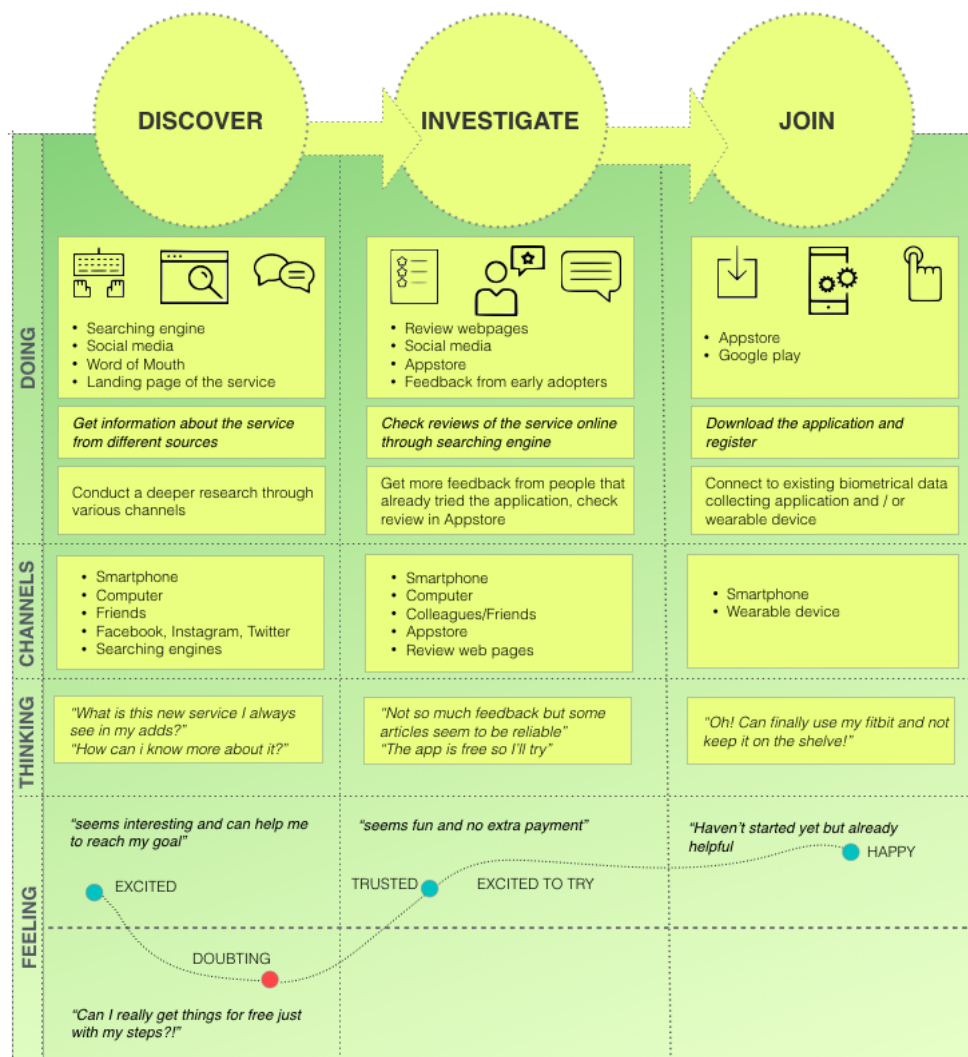 DISCOVER
INVESTIGATE
JOIN
DOING
• Searching engine
• Social media
• Word of Mouth
• Landing page of the service
• Review webpages
• Social media
• Appstore
• Feedback from early adopters
• Appstore
• Google play
Get information about the service
from different sources
Check reviews of the service online
through searching engine
Download the application and
register
Conduct a deeper research through
various channels
Get more feedback from people that
already tried the application, check
review in Appstore
Connect to existing biometrical data
collecting application and / or
wearable device
CHANNELS
• Smartphone
• Computer
• Friends
• Facebook, Instagram, Twitter
• Searching engines
• Smartphone
• Computer
• Colleagues/Friends
• Appstore
• Review web pages
• Smartphone
• Wearable device
THINKING
“What is this new service I always
see in my adds?”
“How can i know more about it?”
“Not so much feedback but some
articles seem to be reliable”
“The app is free so I’ll try”
“Oh! Can finally use my fitbit and not
keep it on the shelve!”
FEELING
“seems interesting and can help me
to reach my goal”
“seems fun and no extra payment”
“Haven’t started yet but already
helpful
EXCITED
TRUSTED
EXCITED TO TRY
HAPPY
DOUBTING
“Can I really get things for free just
with my steps?!”